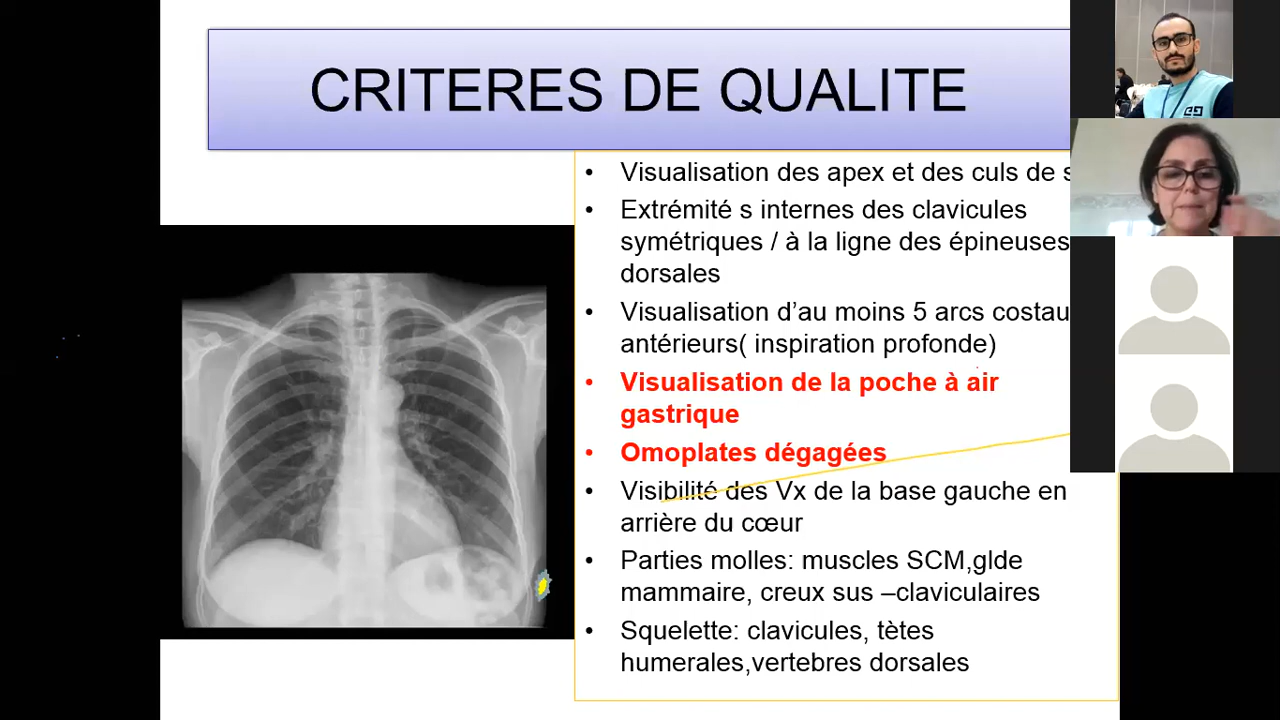 CRITERES DE QUALITE
• Visualisation des apex et des culs de s
• Extrémité s internes des clavicules
symétriques / à la ligne des épineuses
dorsales
• Visualisation d’au moins 5 arcs costau
antérieurs( inspiration profonde)
• Visualisation de la poche à air
gastrique
• Omoplates dégagées
• Visibilité des Vx de la base gauche en
arrière du cœur
• Parties molles: muscles SCM,glde
mammaire, creux sus –claviculaires
• Squelette: clavicules, tètes
humerales,vertebres dorsales